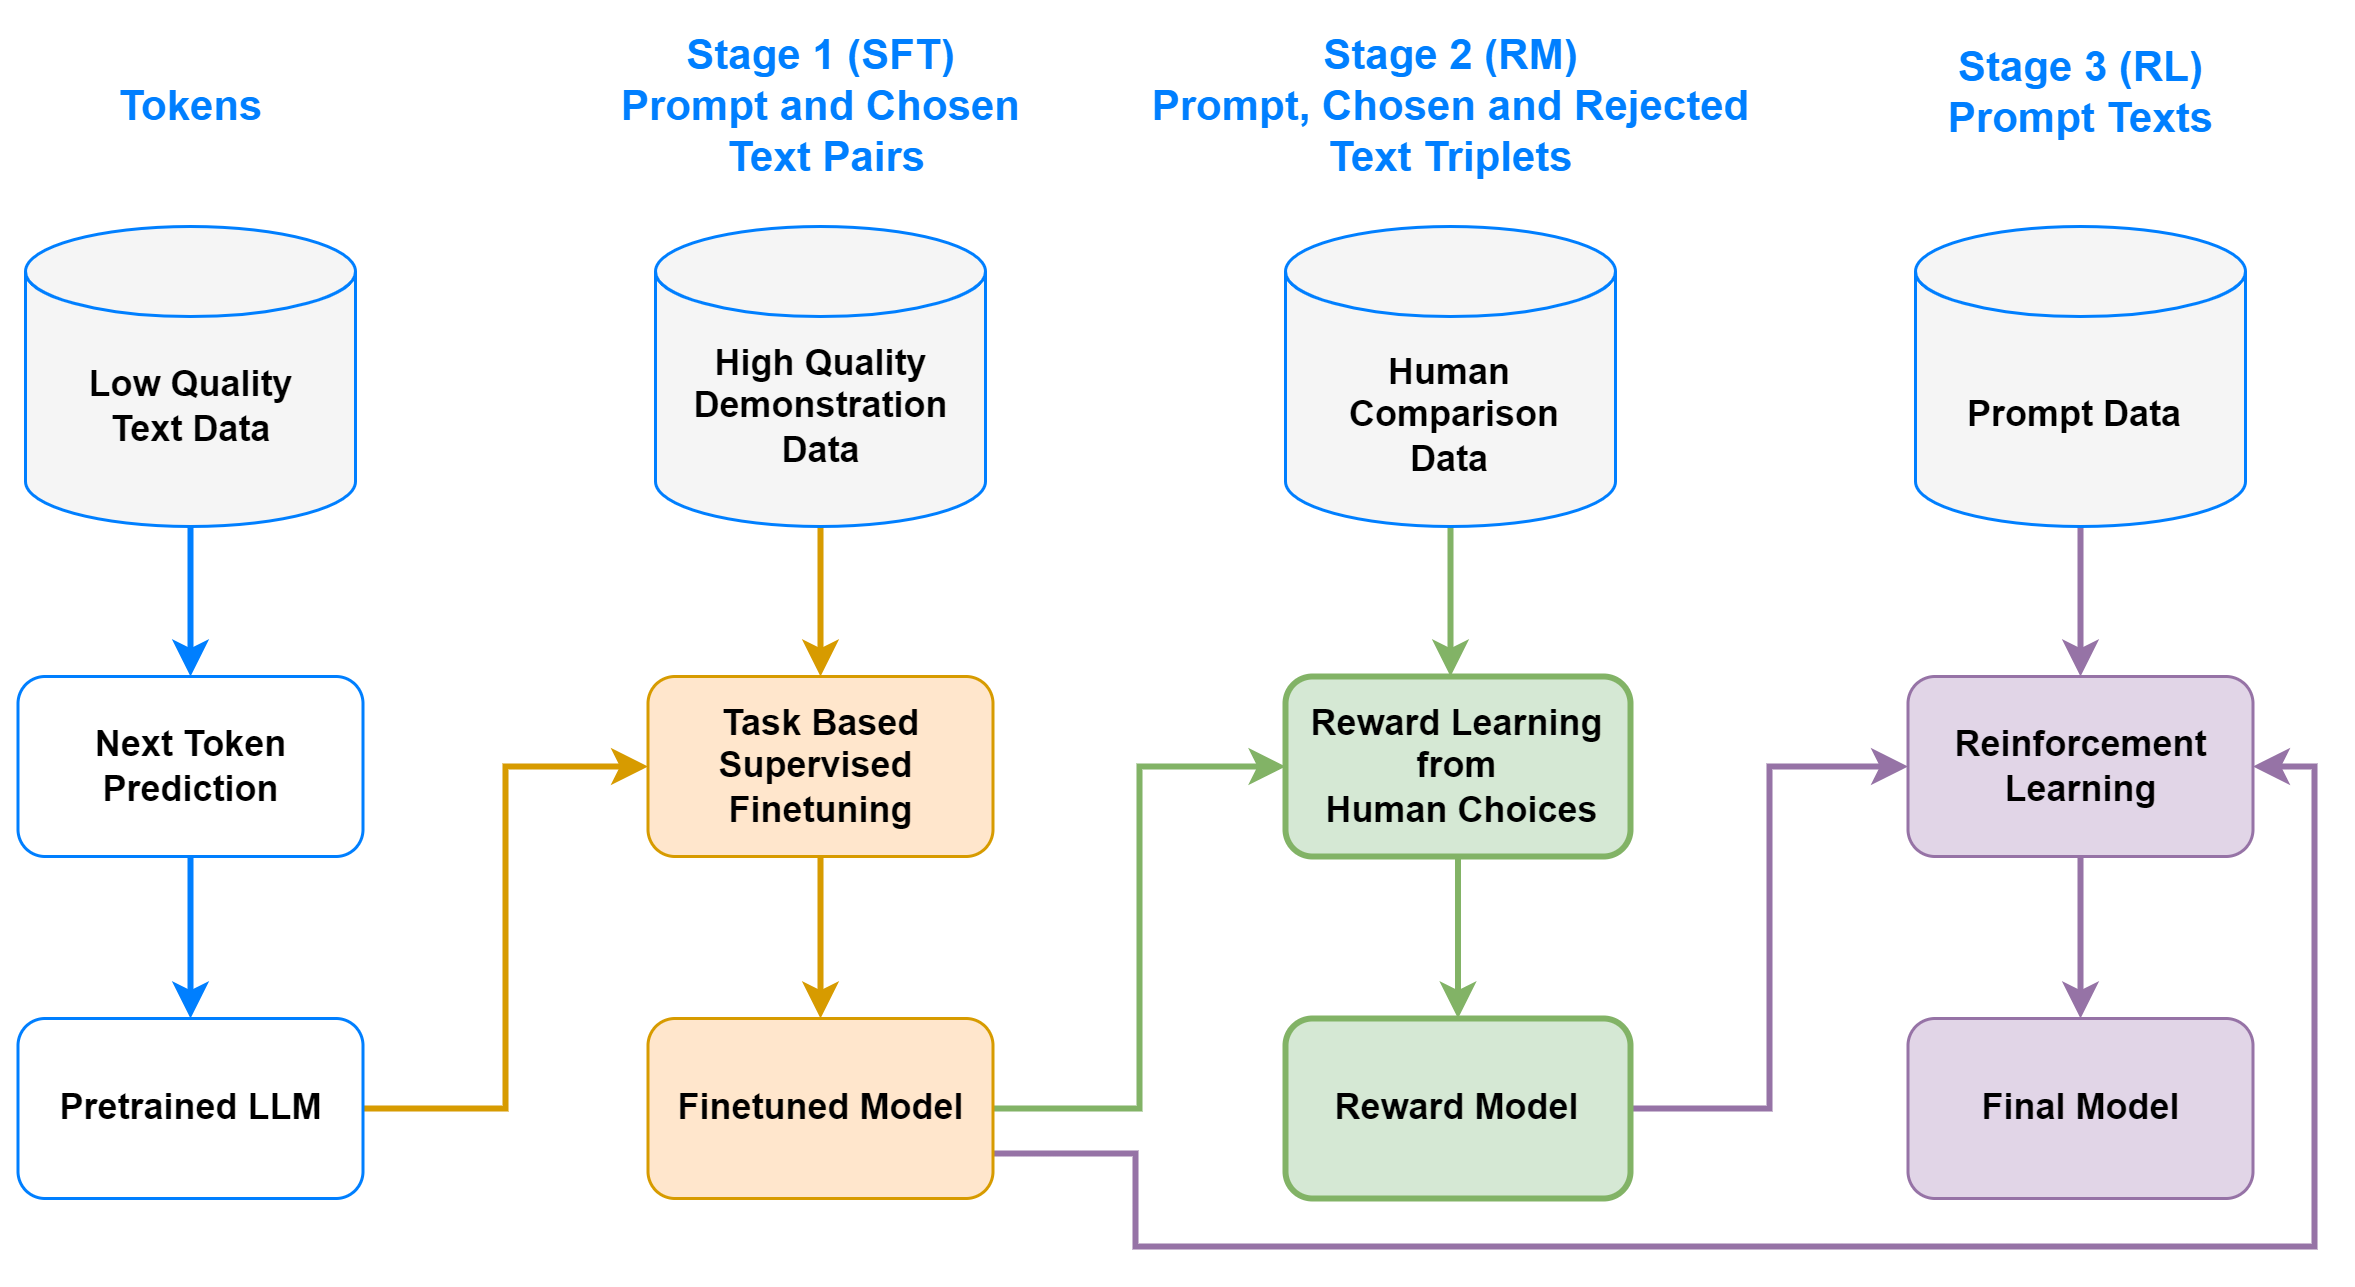 Tokens
Stage 1 (SFT)
Prompt and Chosen
Text Pairs
Stage 2 (RM)
Prompt, Chosen and Rejected
Text Triplets
Stage 3 (RL)
Prompt Texts
Low Quality
Text Data
High Quality
Demonstration
Data
Human
Comparison
Data
Prompt Data
Next Token
Prediction
Task Based
Supervised
Finetuning
Reward Learning
from
Human Choices
Reinforcement
Learning
Pretrained LLM
Finetuned Model
Reward Model
Final Model